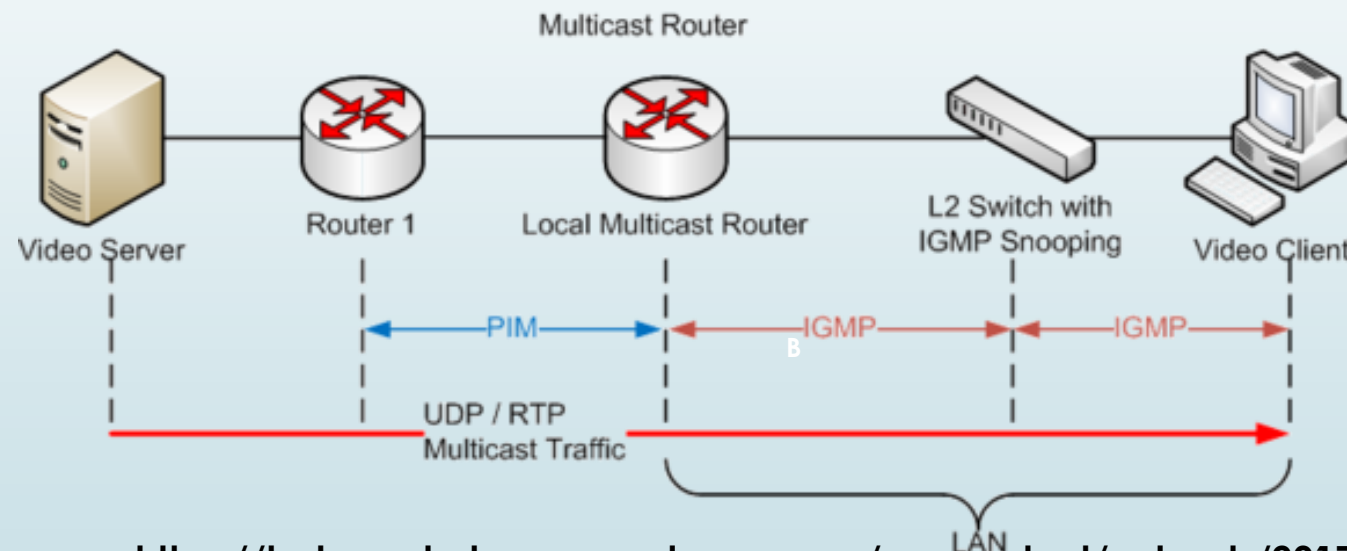 Multicast Router
Router 1
Local Multicast Router
L2 Switch with
IGMP Snooping
Video Server
Video Client
PIM
IGMP
IGMP
B
UDP / RTP
Multicast Traffic
LAN